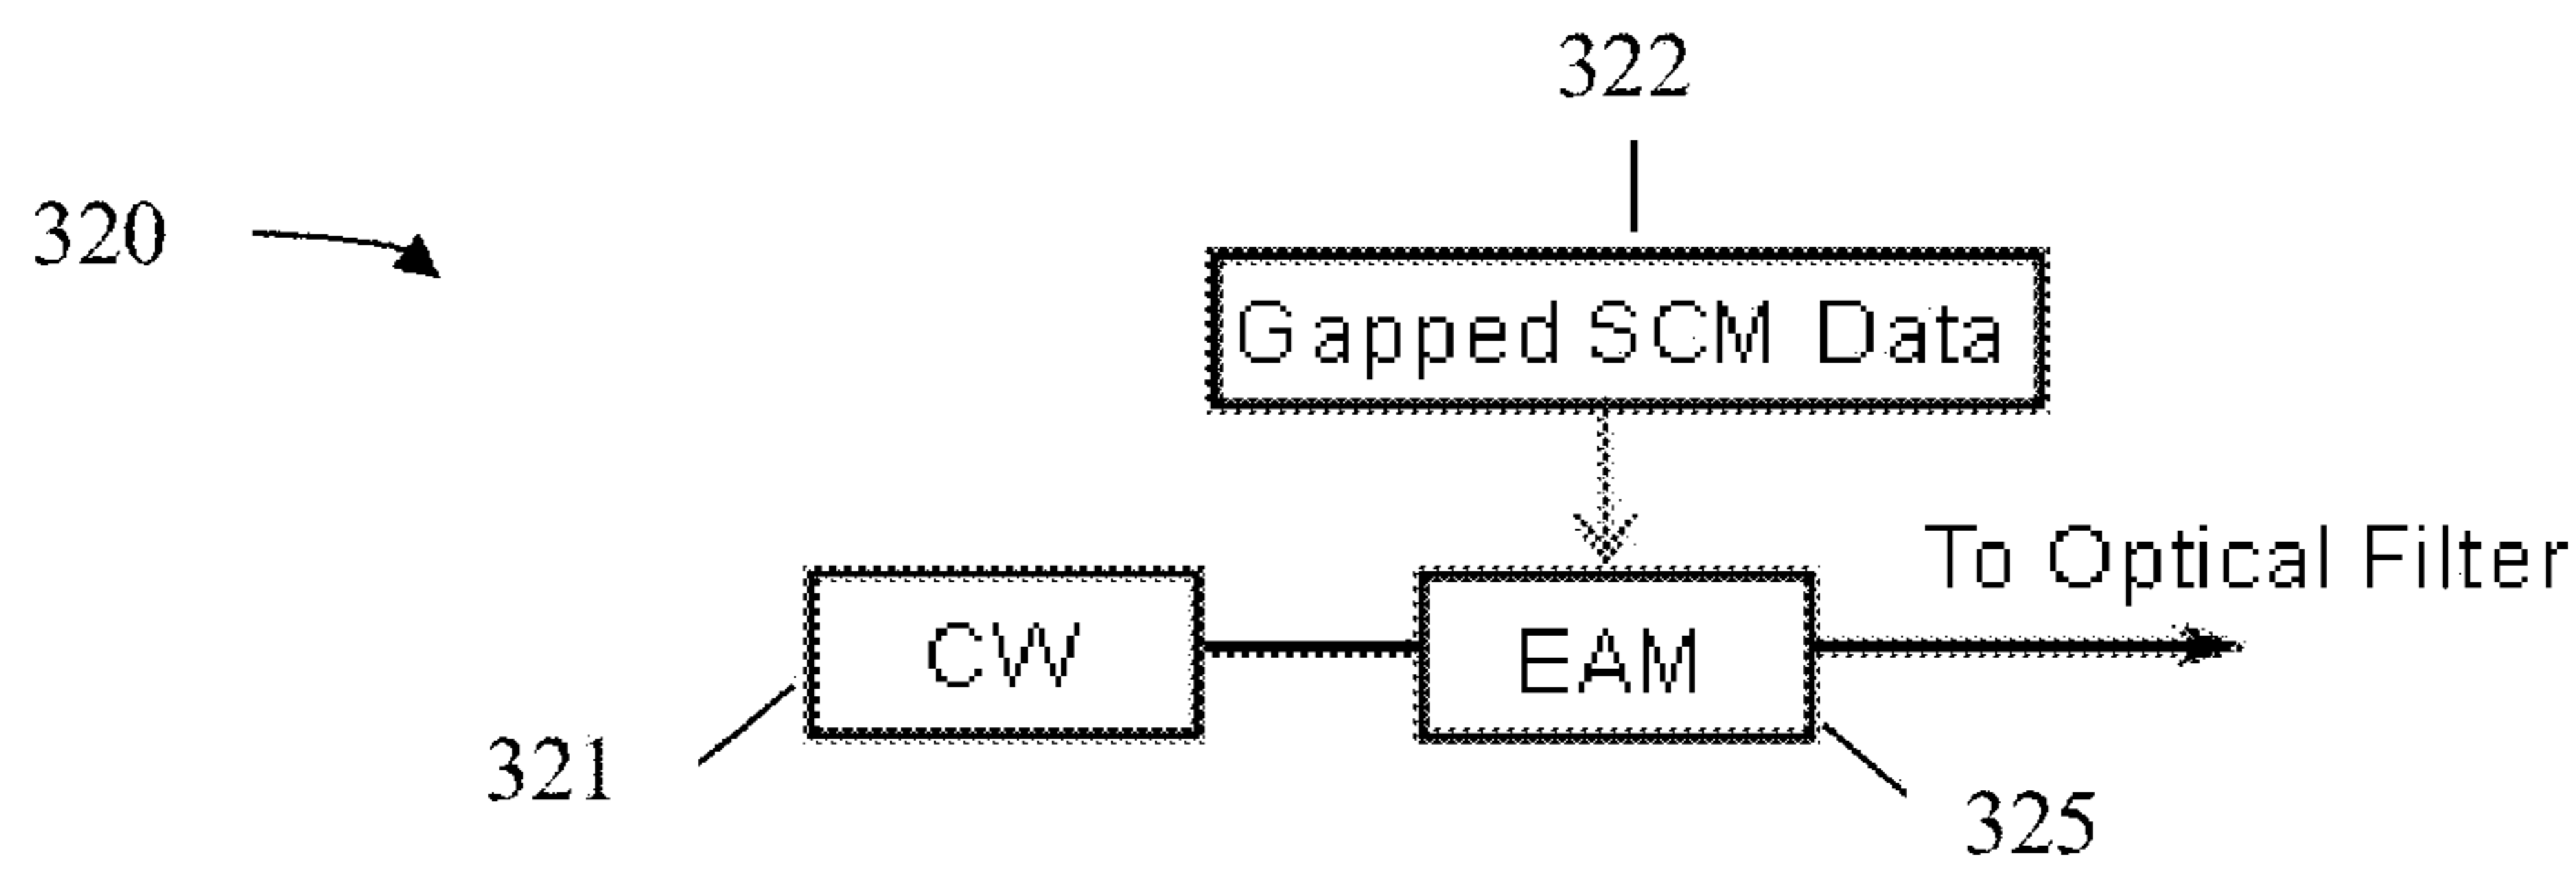 322
320
Gapped SCM Data
To Optical Filter
CW
EAM
321
325